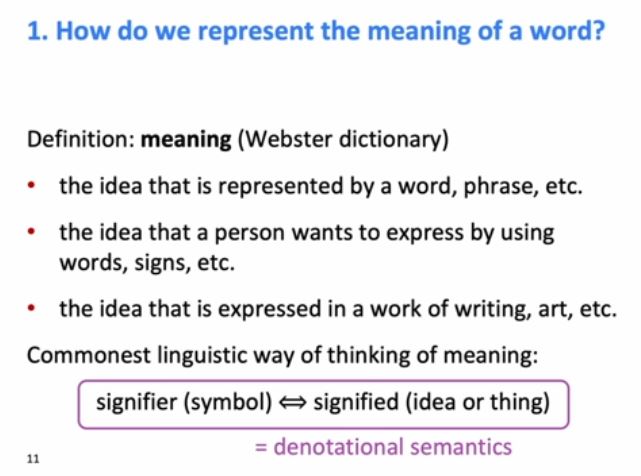 1. How do we represent the meaning of a word?
Definition: meaning (Webster dictionary)
• the idea that is represented by a word, phrase, etc.
• the idea that a person wants to express by using
words, signs, etc.
• the idea that is expressed in a work of writing, art, etc.
Commonest linguistic way of thinking of meaning:
signifier (symbol) ⟺ signified (idea or thing)
= denotational semantics
11